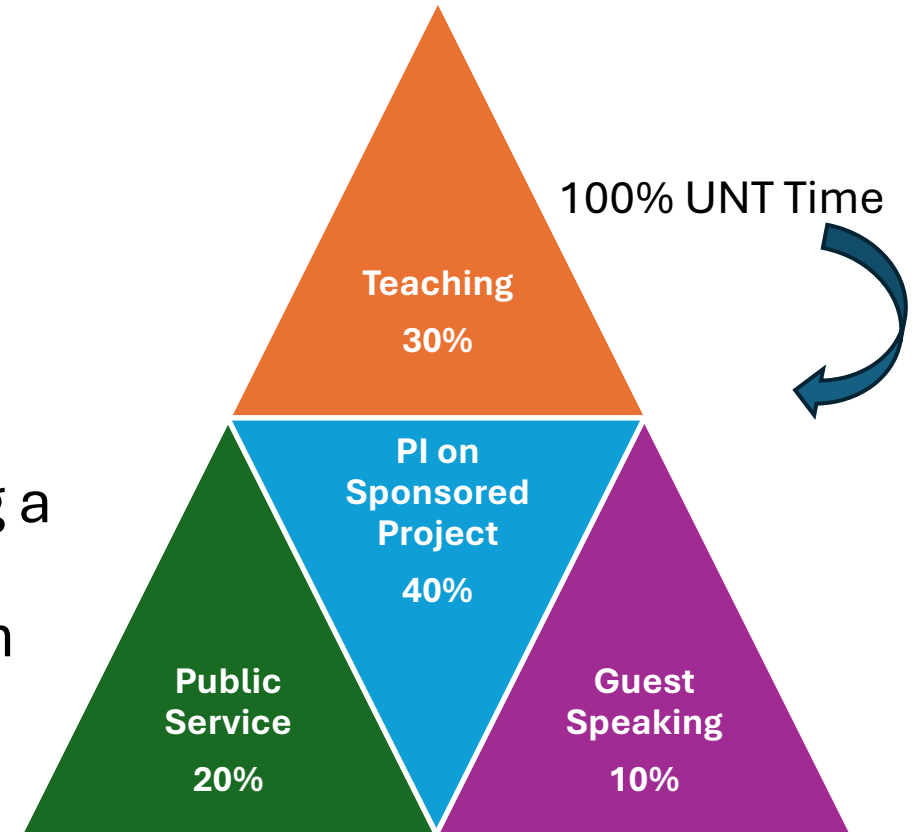 100% UNT Time
Teaching
30%
PI on
Sponsored
Project
40%
g a
n
Public
Service
20%
Guest
Speaking
10%